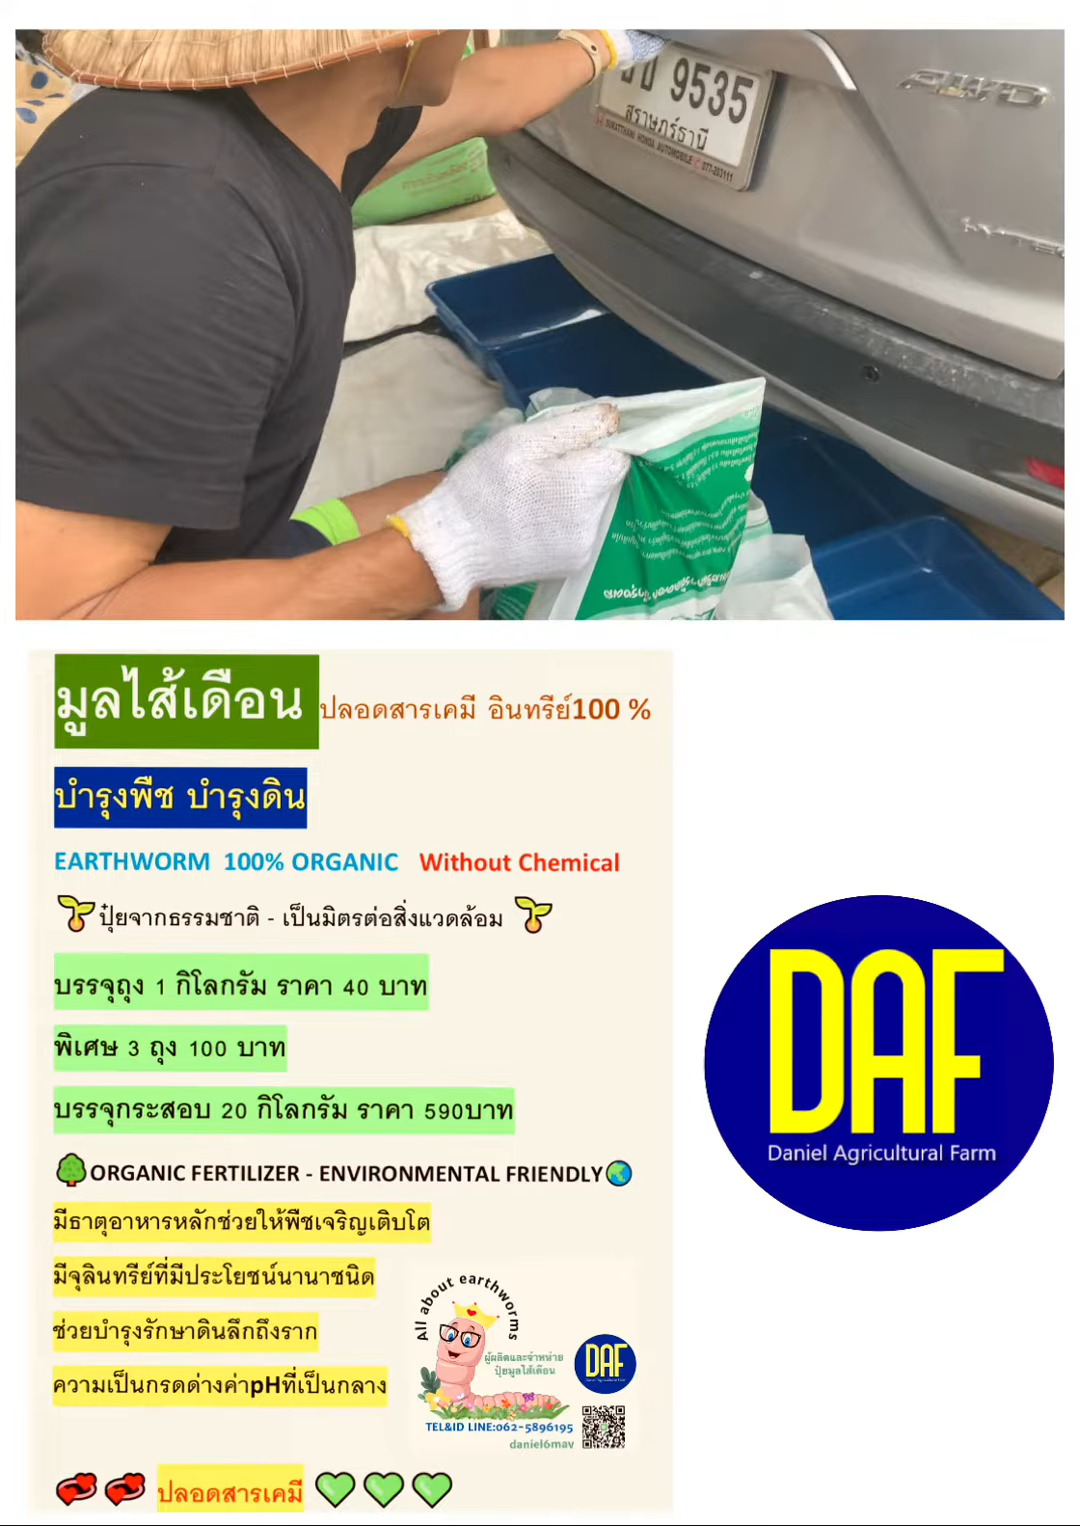 9535
AWD
สุราษฎร์ธานี
SURATTHANI HONDA AUTOMOBILE 077-203111
มูลไส้เดือน ปลอดสารเคมี อินทรีย์100 %
บำรุงพืช บำรุงดิน
EARTHWORM 100% ORGANIC Without Chemical
ปุ๋ยจากธรรมชาติ - เป็นมิตรต่อสิ่งแวดล้อม
บรรจุถุง 1 กิโลกรัม ราคา 40 บาท
พิเศษ 3 ถุง 100 บาท
บรรจุกระสอบ 20 กิโลกรัม ราคา 590บาท
ORGANIC FERTILIZER - ENVIRONMENTAL FRIENDLY
มีธาตุอาหารหลักช่วยให้พืชเจริญเติบโต
มีจุลินทรีย์ที่มีประโยชน์นานาชนิด
ช่วยบำรุงรักษาดินลึกถึงราก
ความเป็นกรดด่างค่าpHที่เป็นกลาง
All about earthworms
ผู้ผลิตและจำหน่าย
ปุ๋ยมูลไส้เดือน
DAF
TEL&ID LINE:062-5896195
daniel6mav
ปลอดสารเคมี
DAF
Daniel Agricultural Farm